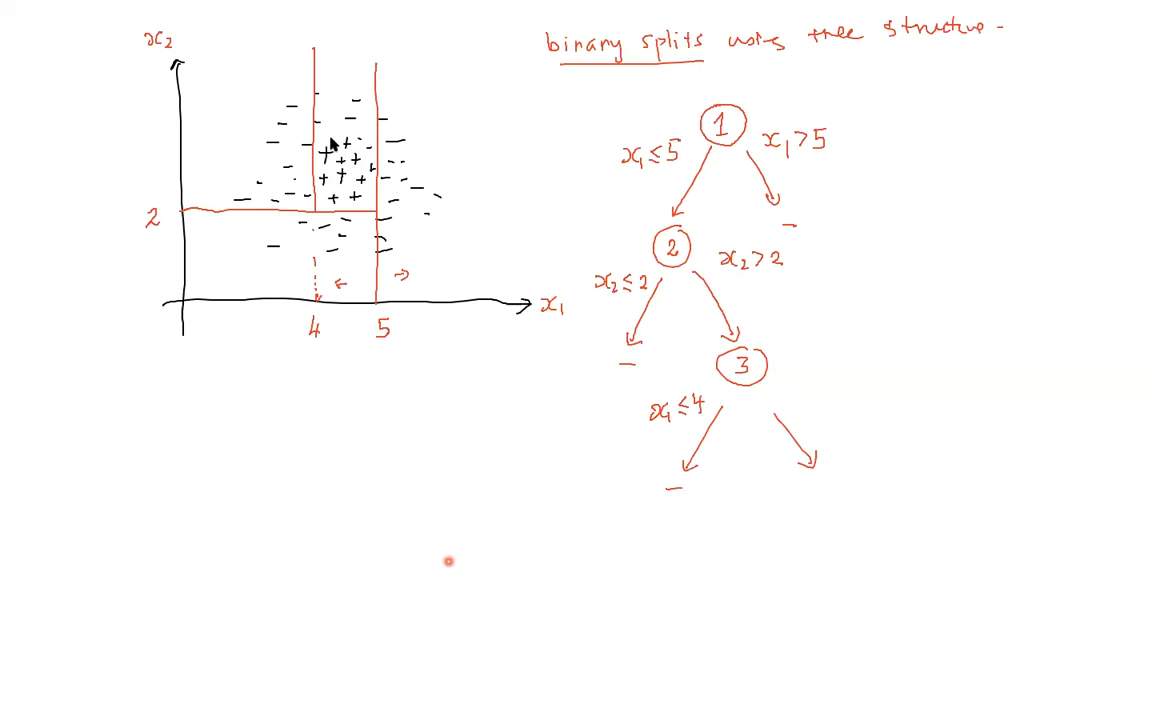 binary splits using tree structure
x₂
1
x₁ ≤ 5
x₁ > 5
2
2
x₂ > 2
x₂ ≤ 2
x₁
4
5
3
x₁ ≤ 4